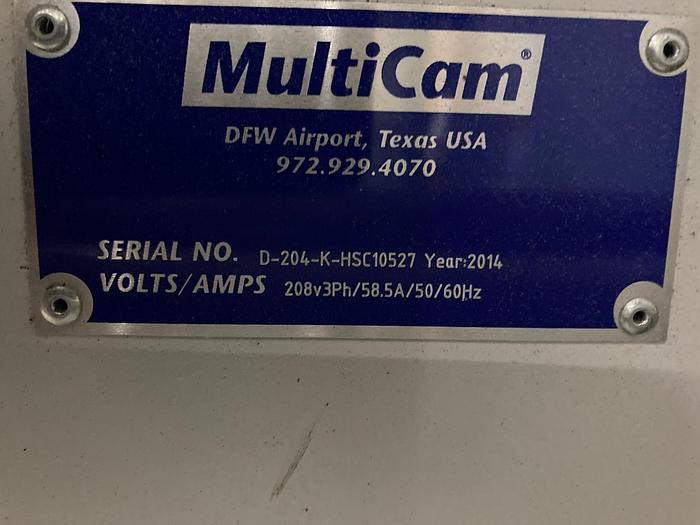 MultiCam®
DFW Airport, Texas USA
972.929.4070
SERIAL NO. D-204-K-HSC10527 Year:2014
VOLTS/AMPS 208v3Ph/58.5A/50/60Hz